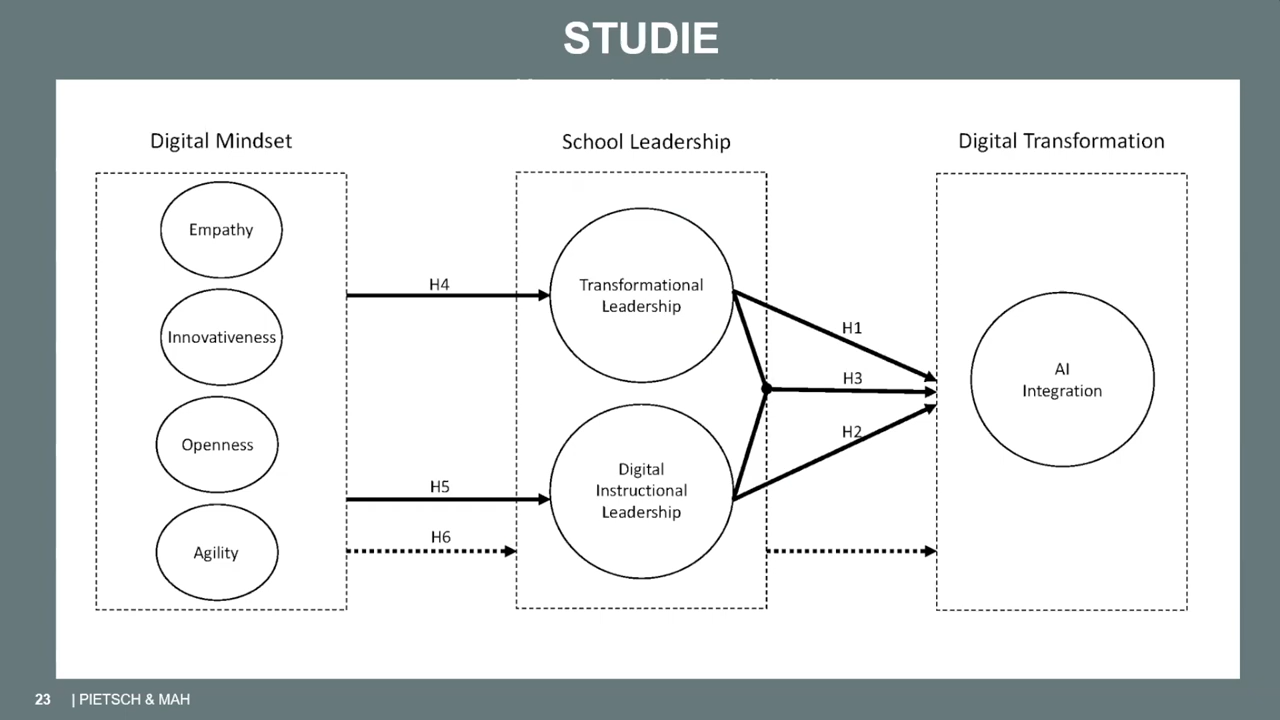 STUDIE
Digital Mindset
School Leadership
Digital Transformation
Empathy
Innovativeness
Openness
Agility
H4
H5
H6
Transformational
Leadership
Digital
Instructional
Leadership
H1
H3
H2
AI
Integration
23 | PIETSCH & MAH